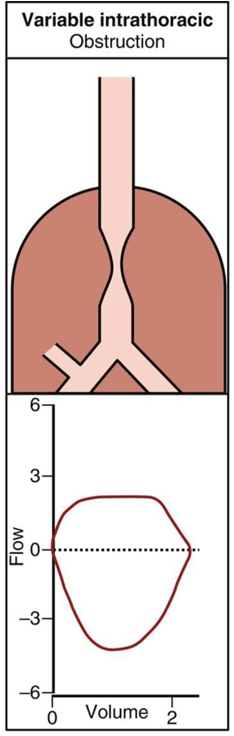 Variable intrathoracic
Obstruction
6
3
0
−3
−6
Flow
0
Volume
2